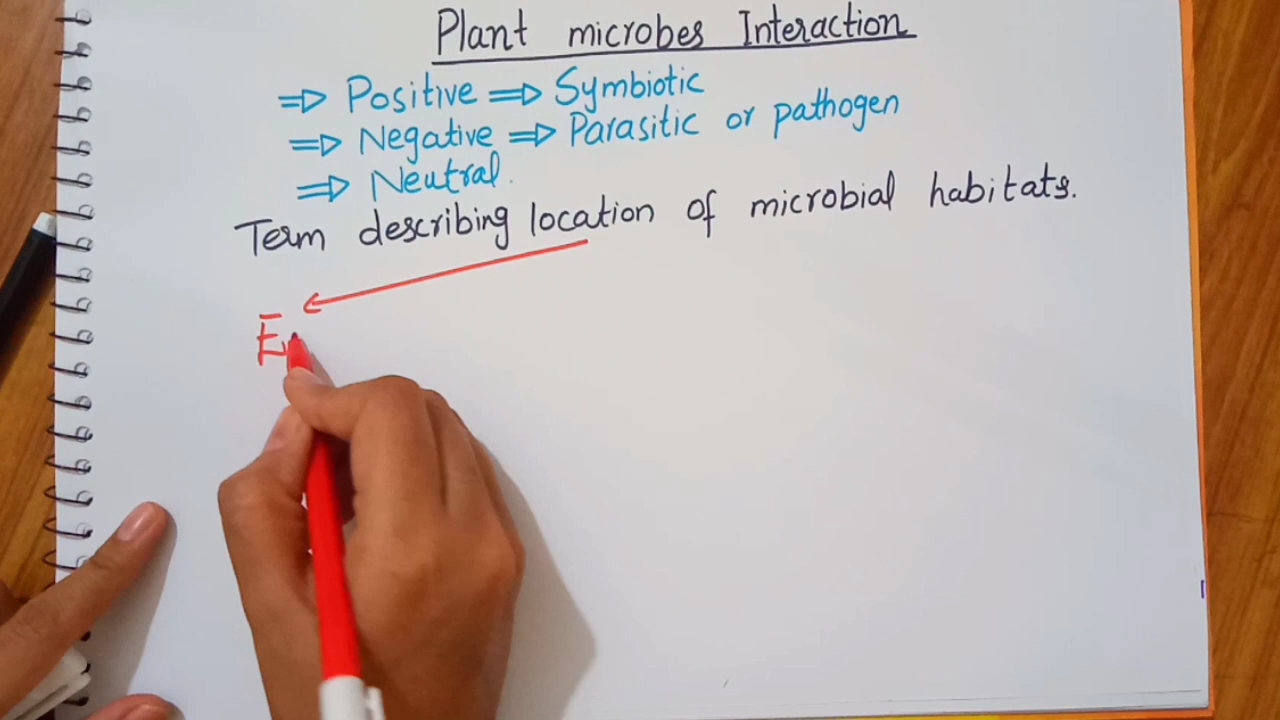 Plant microbes Interaction
⇒ Positive ⇒ Symbiotic
⇒ Negative ⇒ Parasitic or pathogen
⇒ Neutral.
Term describing location of microbial habitats.